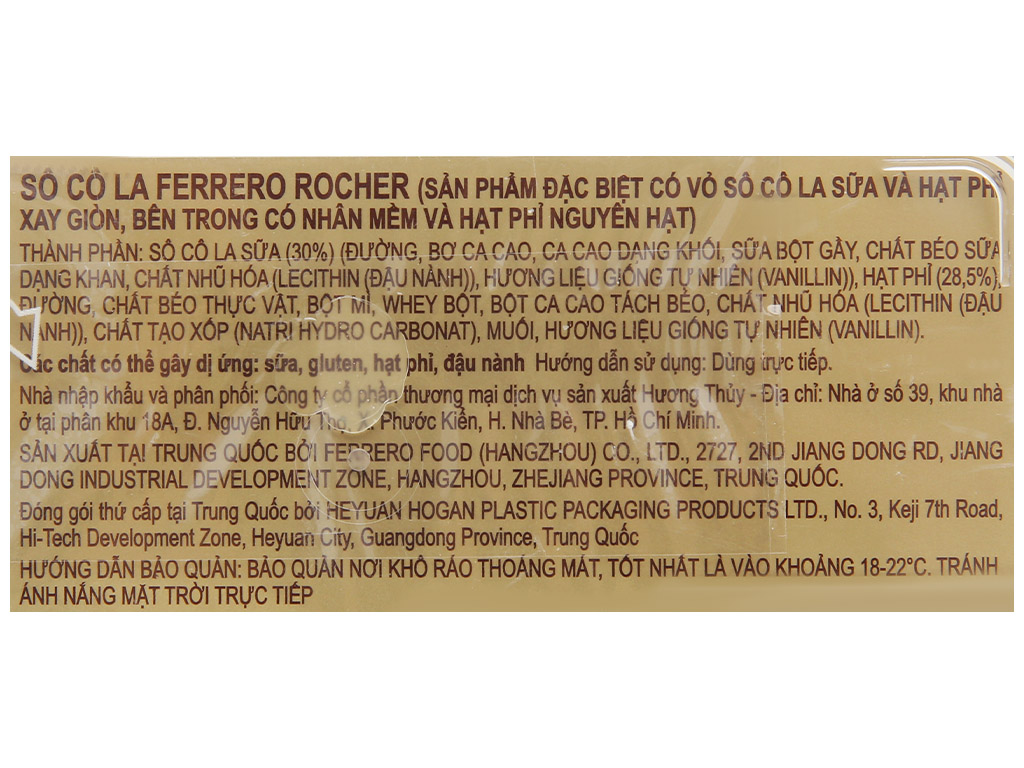 SÔ CÔ LA FERRERO ROCHER (SẢN PHẨM ĐẶC BIỆT CÓ VỎ SÔ CÔ LA SỮA VÀ HẠT PHỈ
XAY GIÒN, BÊN TRONG CÓ NHÂN MỀM VÀ HẠT PHỈ NGUYÊN HẠT)
THÀNH PHẦN: SÔ CÔ LA SỮA (30%) (ĐƯỜNG, BƠ CA CAO, CA CAO DẠNG KHỐI, SỮA BỘT GẦY, CHẤT BÉO SỮA
DẠNG KHAN, CHẤT NHŨ HÓA (LECITHIN (ĐẬU NÀNH)), HƯƠNG LIỆU GIỐNG TỰ NHIÊN (VANILLIN)), HẠT PHỈ (28,5%),
ĐƯỜNG, CHẤT BÉO THỰC VẬT, BỘT MÌ, WHEY BỘT, BỘT CA CAO TÁCH BÉO, CHẤT NHŨ HÓA (LECITHIN (ĐẬU
NÀNH)), CHẤT TẠO XỐP (NATRI HYDRO CARBONAT), MUỐI, HƯƠNG LIỆU GIỐNG TỰ NHIÊN (VANILLIN).
Các chất có thể gây dị ứng: sữa, gluten, hạt phỉ, đậu nành Hướng dẫn sử dụng: Dùng trực tiếp.
Nhà nhập khẩu và phân phối: Công ty cổ phần thương mại dịch vụ sản xuất Hương Thủy - Địa chỉ: Nhà ở số 39, khu nhà
ở tại phân khu 18A, Đ. Nguyễn Hữu Thọ, X. Phước Kiển, H. Nhà Bè, TP. Hồ Chí Minh.
SẢN XUẤT TẠI TRUNG QUỐC BỞI FERRERO FOOD (HANGZHOU) CO., LTD., 2727, 2ND JIANG DONG RD, JIANG
DONG INDUSTRIAL DEVELOPMENT ZONE, HANGZHOU, ZHEJIANG PROVINCE, TRUNG QUỐC.
Đóng gói thứ cấp tại Trung Quốc bởi HEYUAN HOGAN PLASTIC PACKAGING PRODUCTS LTD., No. 3, Keji 7th Road,
Hi-Tech Development Zone, Heyuan City, Guangdong Province, Trung Quốc
HƯỚNG DẪN BẢO QUẢN: BẢO QUẢN NƠI KHÔ RÁO THOÁNG MÁT, TỐT NHẤT LÀ VÀO KHOẢNG 18-22°C. TRÁNH
ÁNH NẮNG MẶT TRỜI TRỰC TIẾP